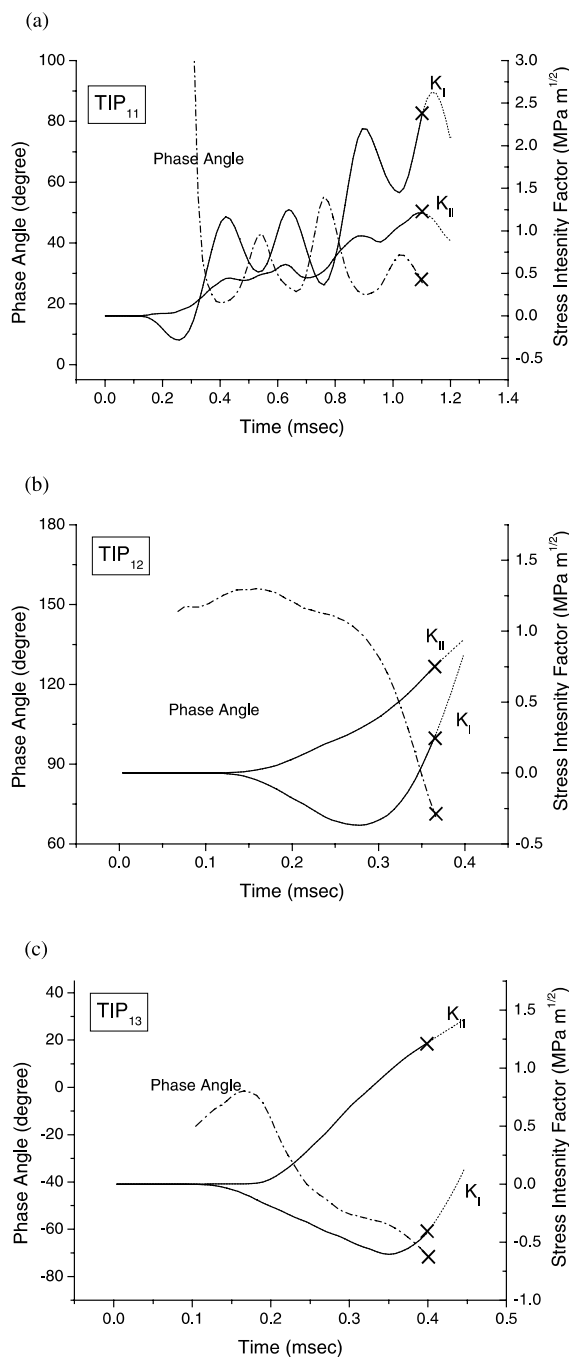 (a)
100
80
60
40
20
0
Phase Angle (degree)
TIP11
Phase Angle
KI
KII
3.0
2.5
2.0
1.5
1.0
0.5
0.0
-0.5
Stress Intesnity Factor (MPa m1/2)
0.0 0.2 0.4 0.6 0.8 1.0 1.2 1.4
Time (msec)
(b)
180
150
120
90
60
Phase Angle (degree)
TIP12
Phase Angle
KII
KI
1.5
1.0
0.5
0.0
-0.5
Stress Intesnity Factor (MPa m1/2)
0.0 0.1 0.2 0.3 0.4
Time (msec)
(c)
40
20
0
-20
-40
-60
-80
Phase Angle (degree)
TIP13
Phase Angle
KII
KI
1.5
1.0
0.5
0.0
-0.5
-1.0
Stress Intesnity Factor (MPa m1/2)
0.0 0.1 0.2 0.3 0.4 0.5
Time (msec)